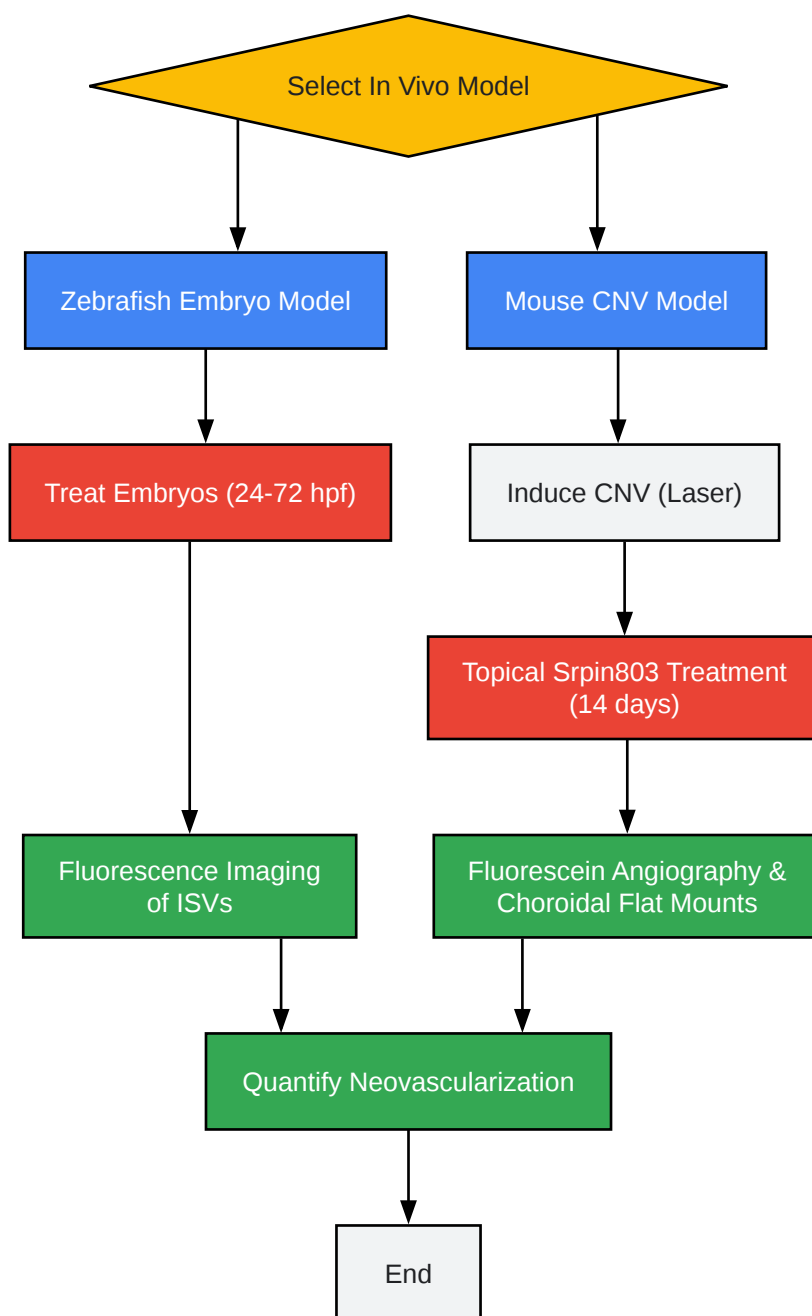 Select In Vivo Model
Zebrafish Embryo Model
Mouse CNV Model
Treat Embryos (24-72 hpf)
Induce CNV (Laser)
Topical Srpin803 Treatment
(14 days)
Fluorescence Imaging
of ISVs
Fluorescein Angiography &
Choroidal Flat Mounts
Quantify Neovascularization
End